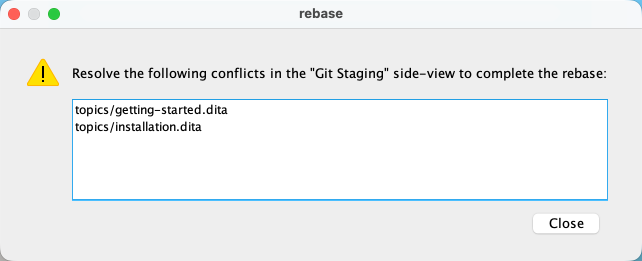 rebase
Resolve the following conflicts in the "Git Staging" side-view to complete the rebase:
topics/getting-started.dita
topics/installation.dita
Close